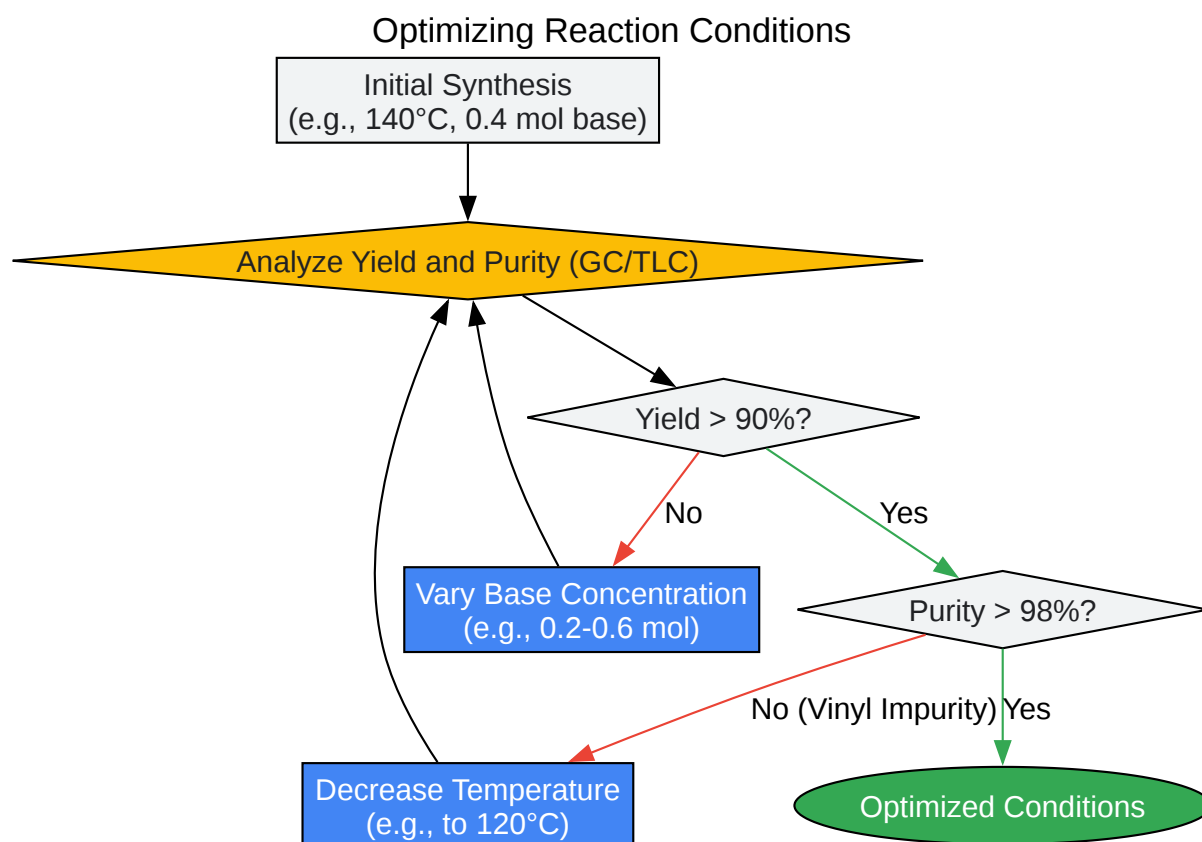 Optimizing Reaction Conditions
Initial Synthesis
(e.g., 140°C, 0.4 mol base)
Analyze Yield and Purity (GC/TLC)
Yield > 90%?
No
Yes
Vary Base Concentration
(e.g., 0.2-0.6 mol)
Purity > 98%?
No (Vinyl Impurity)
Yes
Decrease Temperature
(e.g., to 120°C)
Optimized Conditions